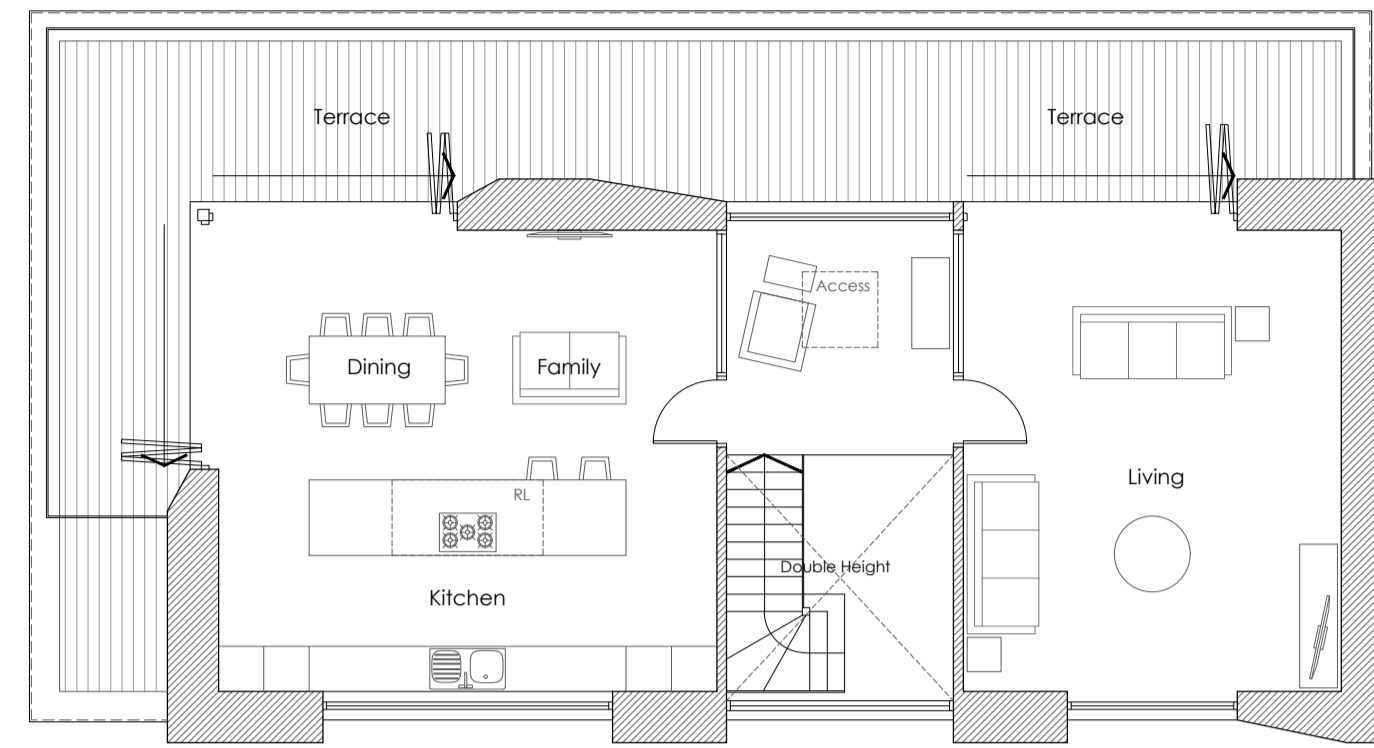 Terrace
Terrace
Access
Dining
Family
Living
RL
Double Height
Kitchen